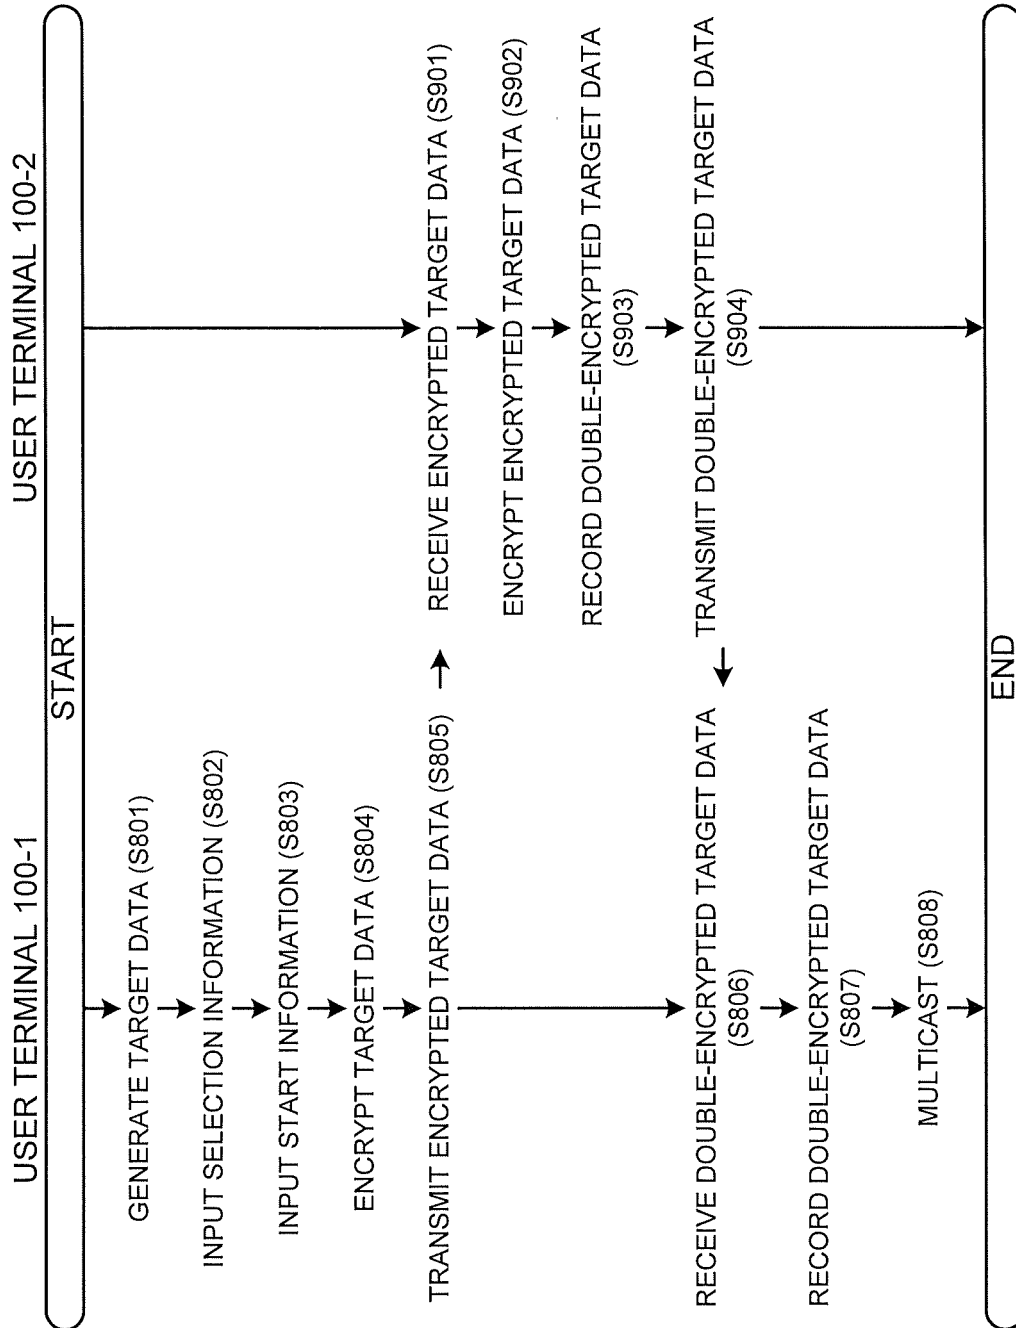 USER TERMINAL 100-1
USER TERMINAL 100-2
START
GENERATE TARGET DATA (S801)
INPUT SELECTION INFORMATION (S802)
INPUT START INFORMATION (S803)
ENCRYPT TARGET DATA (S804)
TRANSMIT ENCRYPTED TARGET DATA (S805)
RECEIVE ENCRYPTED TARGET DATA (S901)
ENCRYPT ENCRYPTED TARGET DATA (S902)
RECORD DOUBLE-ENCRYPTED TARGET DATA
(S903)
TRANSMIT DOUBLE-ENCRYPTED TARGET DATA
(S904)
RECEIVE DOUBLE-ENCRYPTED TARGET DATA
(S806)
RECORD DOUBLE-ENCRYPTED TARGET DATA
(S807)
MULTICAST (S808)
END